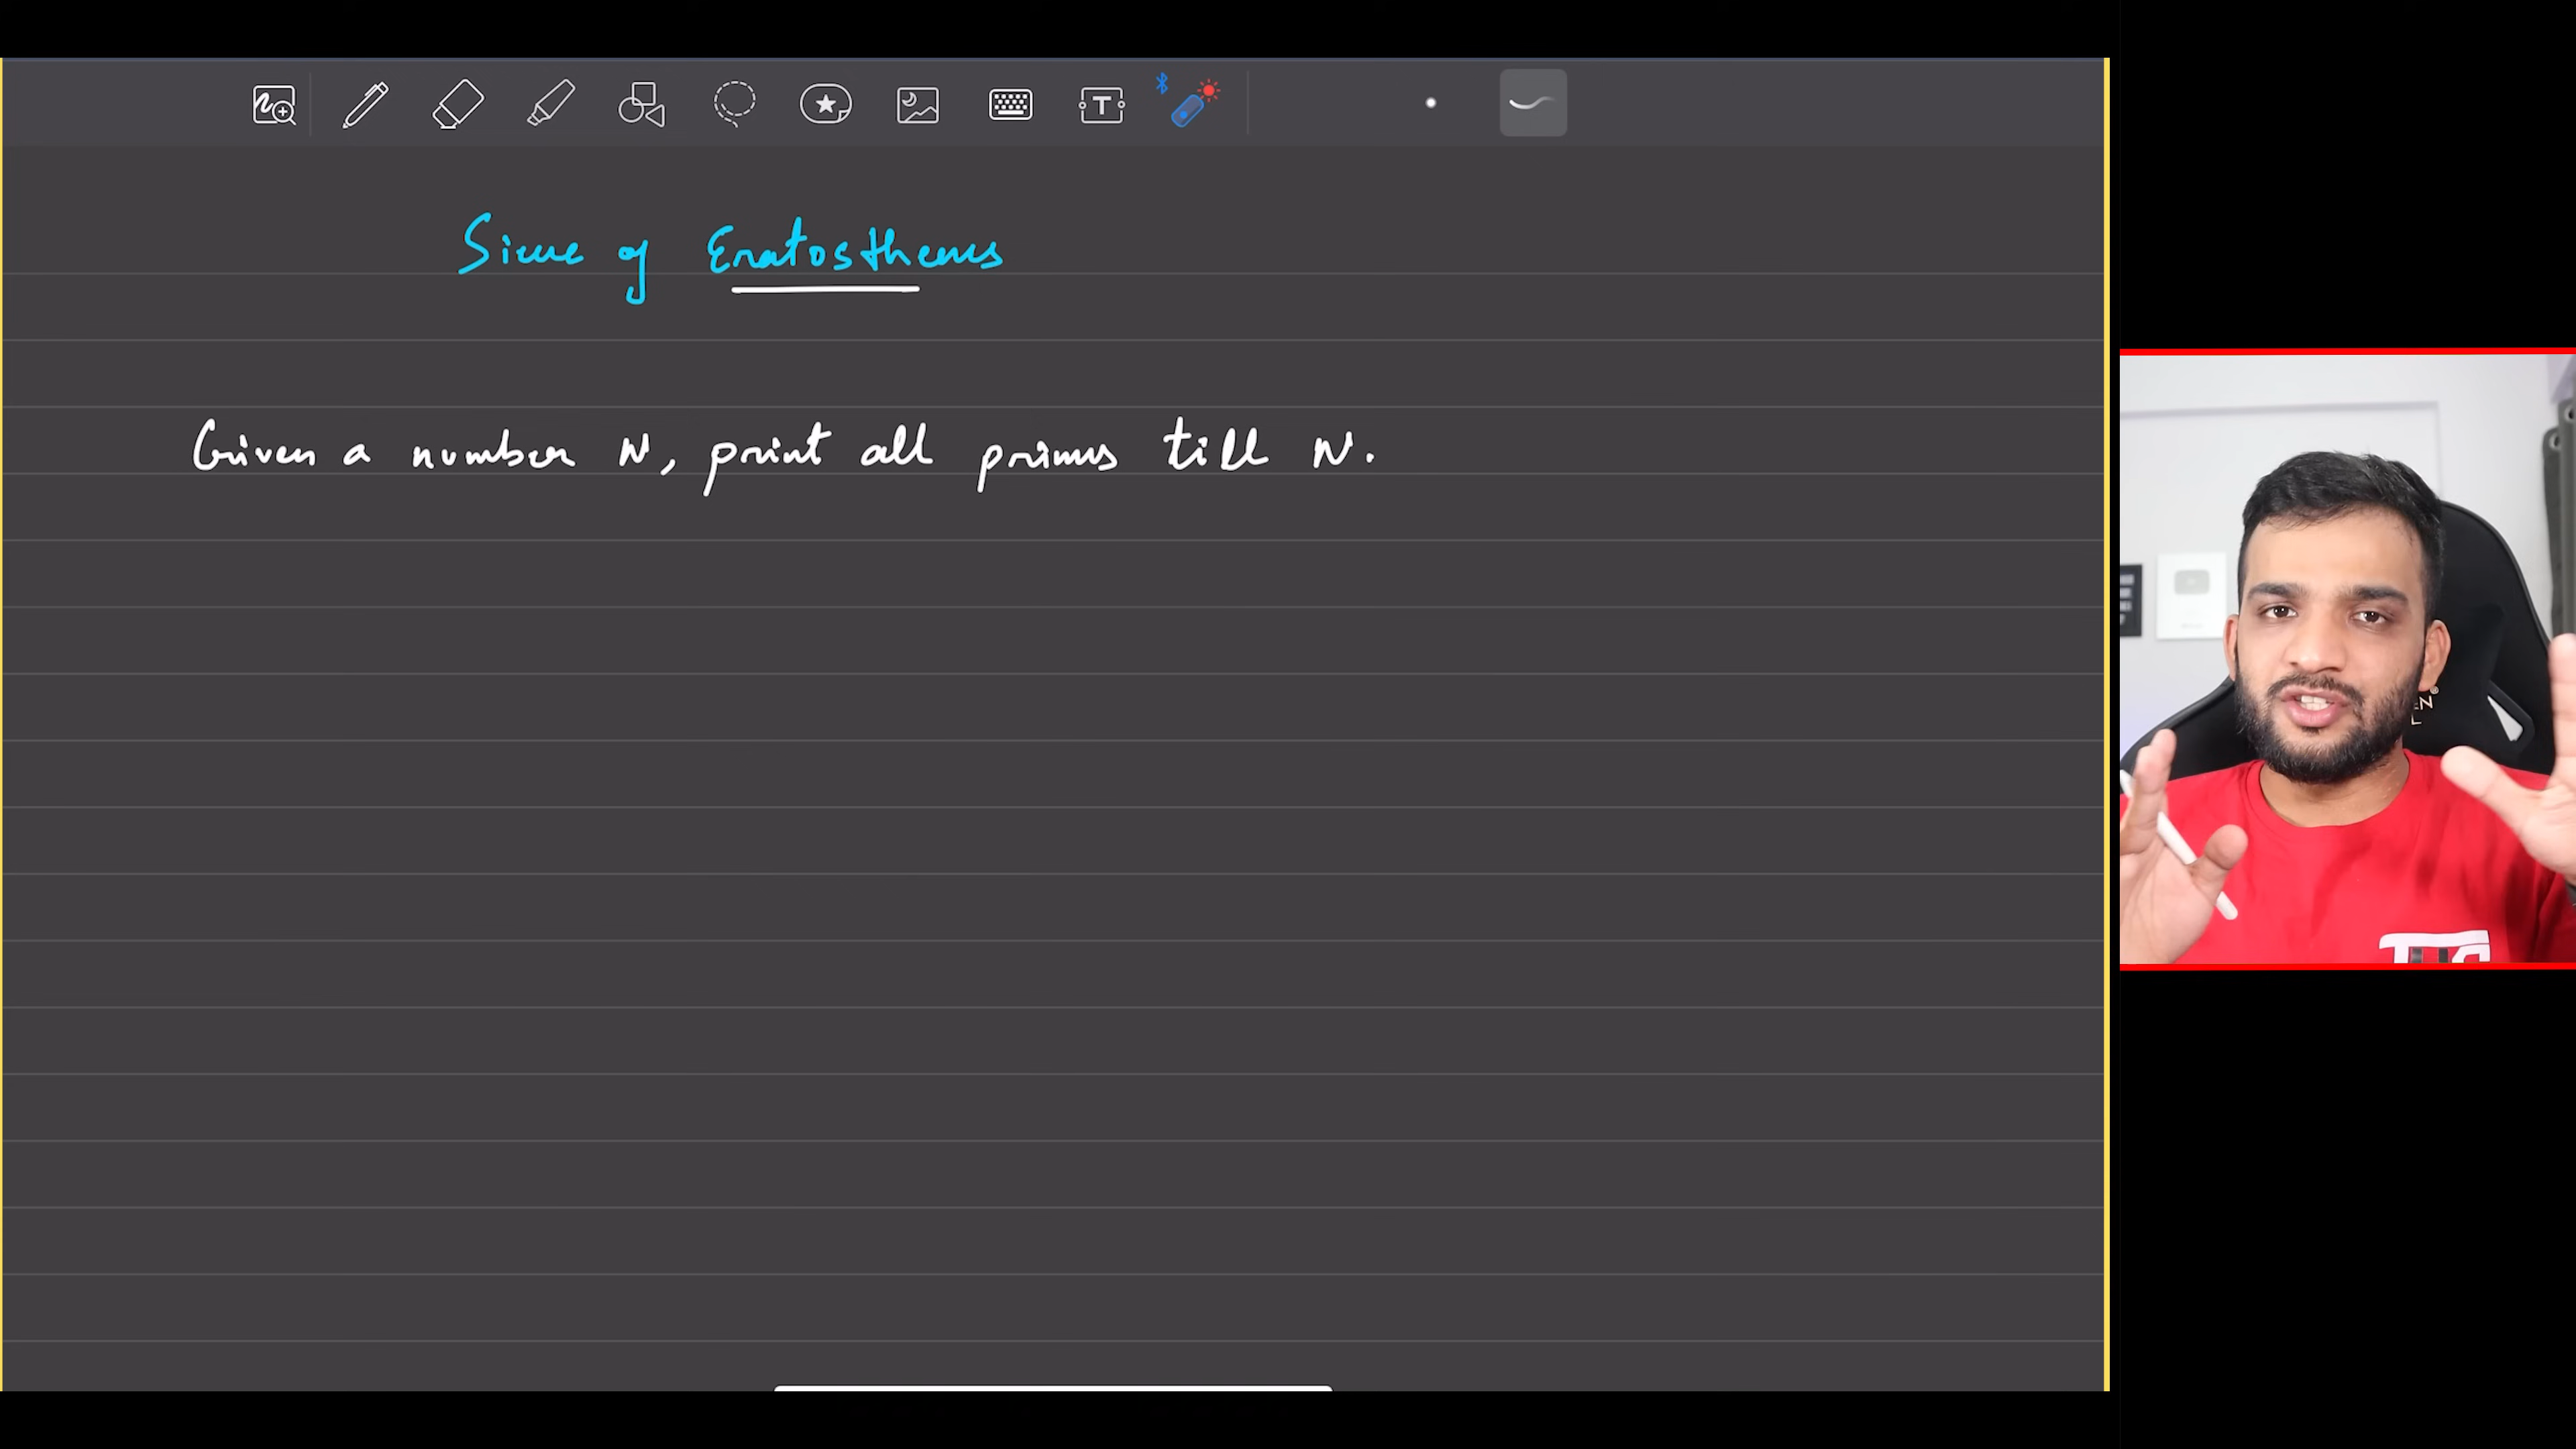 Sieve of Eratosthenes
Given a number N, print all primes till N.
T